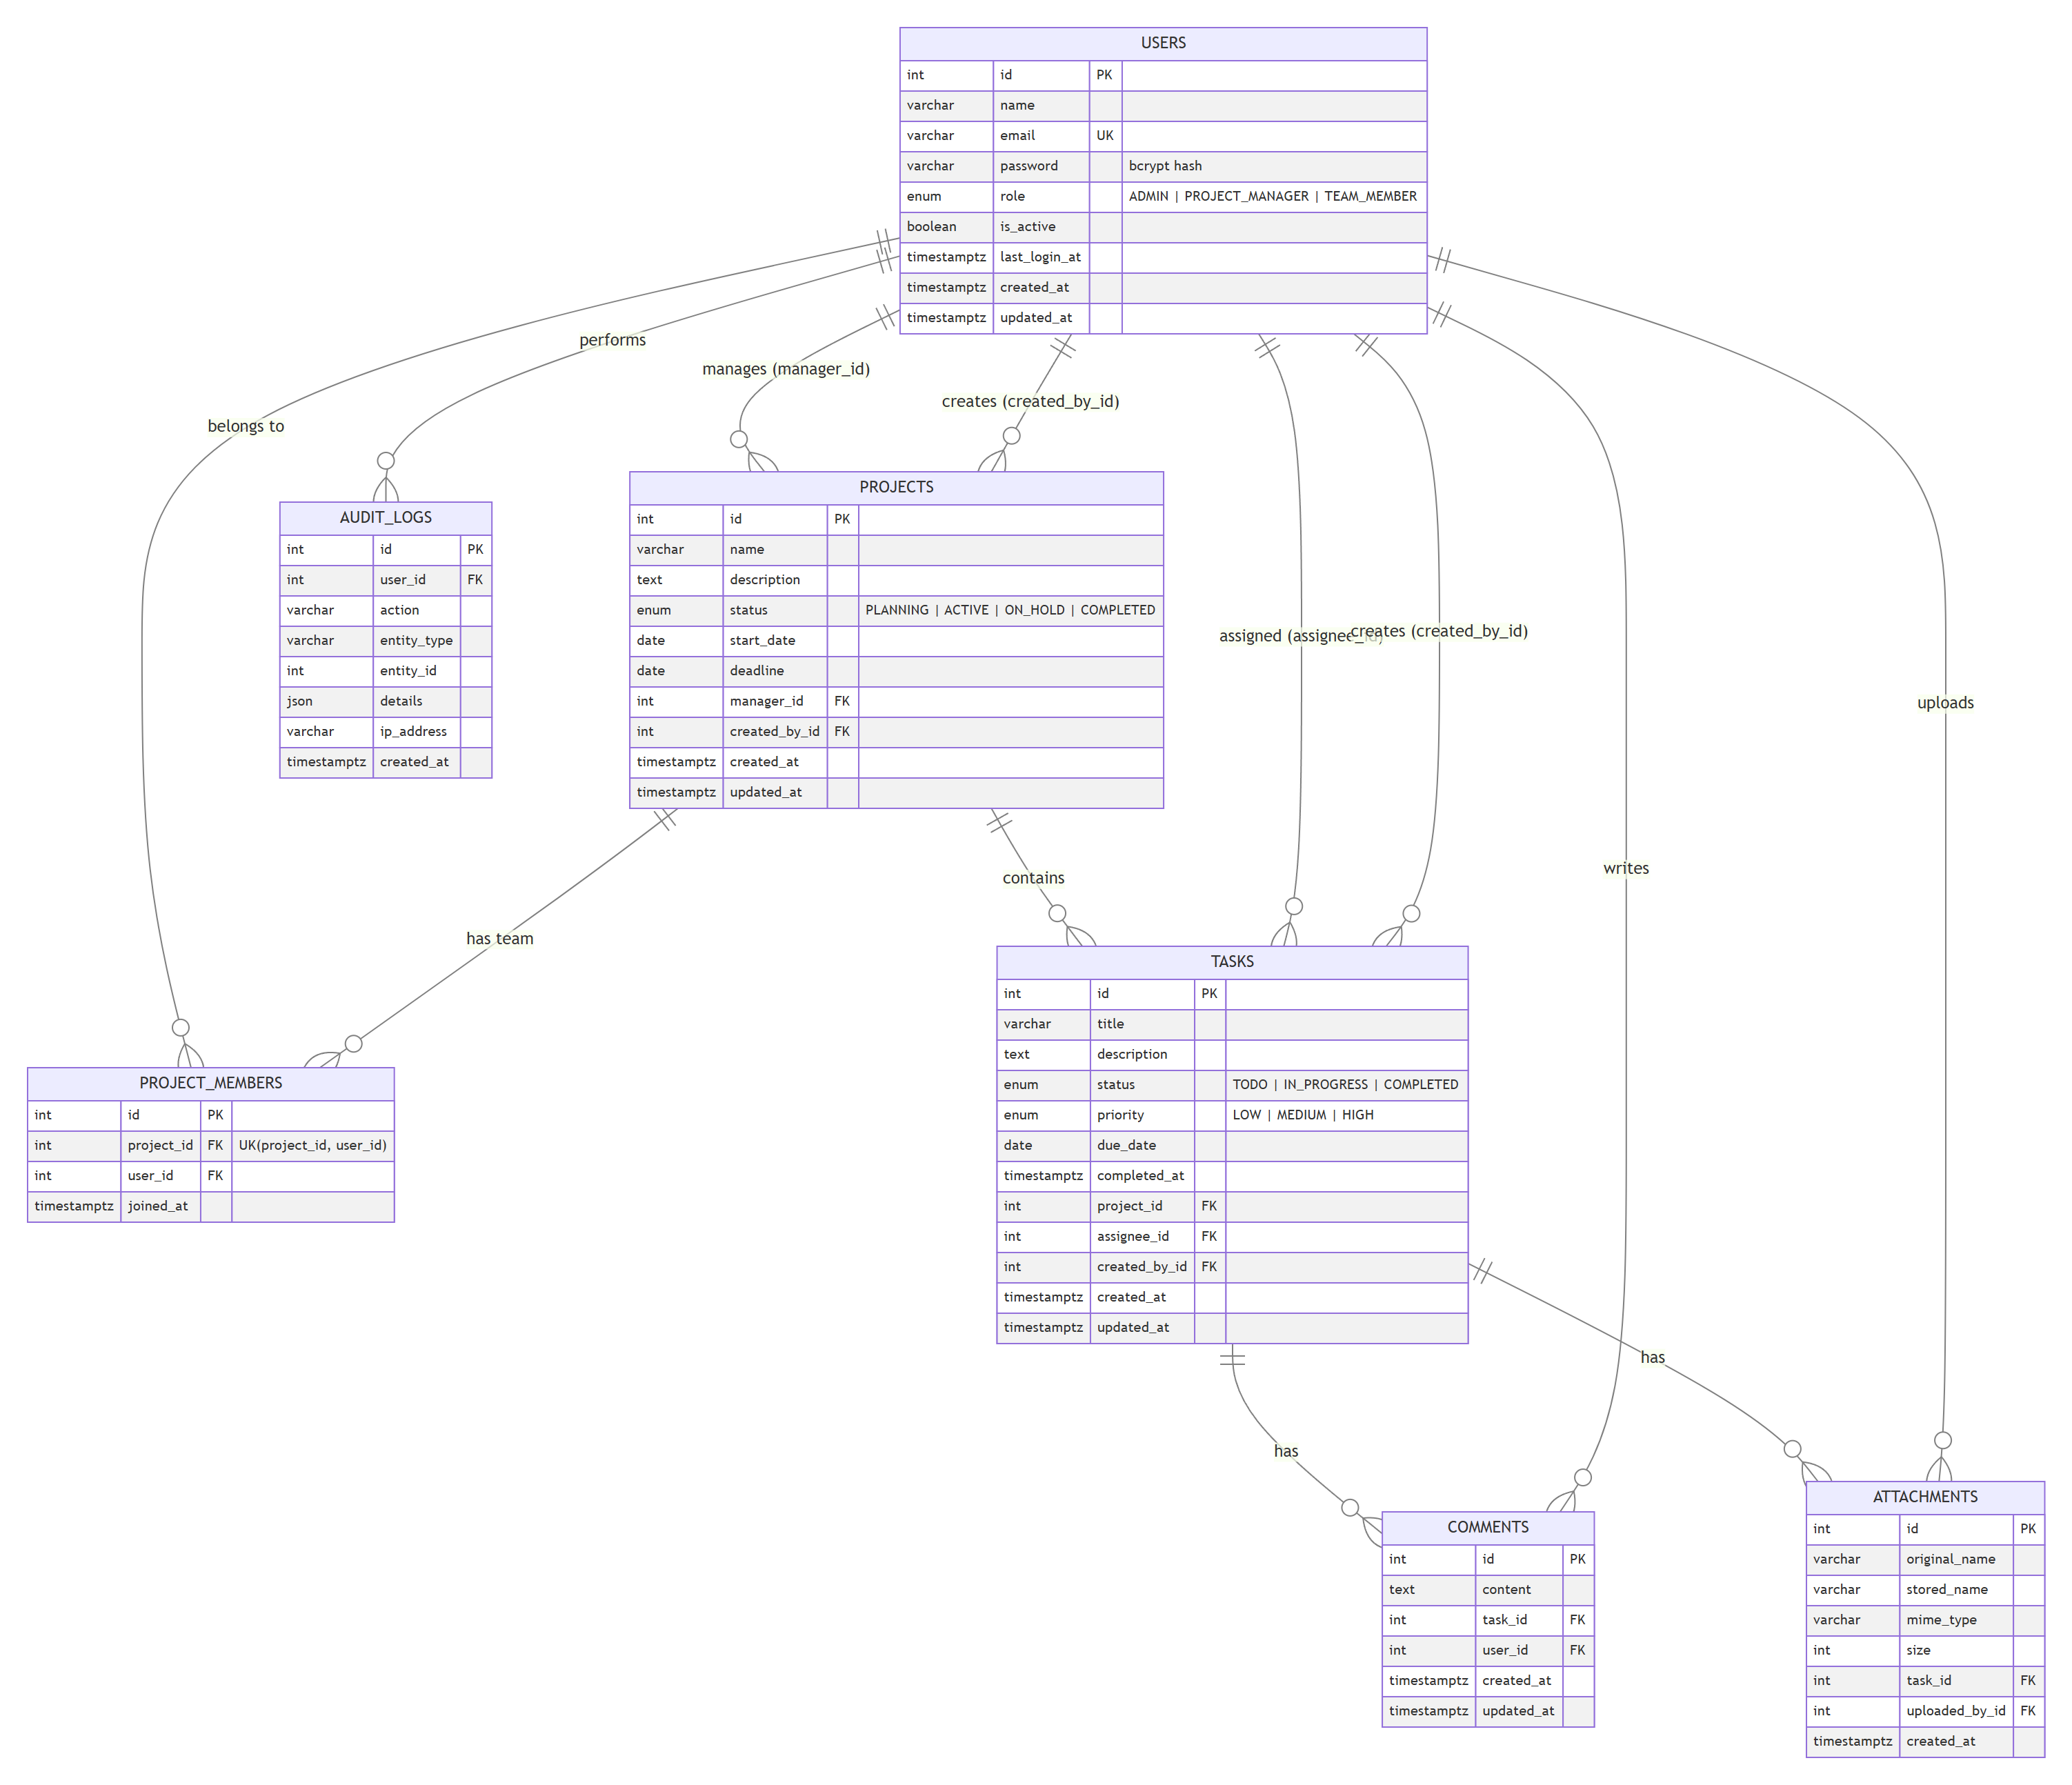 USERS
int id PK
varchar name
varchar email UK
varchar password bcrypt hash
enum role ADMIN | PROJECT_MANAGER | TEAM_MEMBER
boolean is_active
timestamptz last_login_at
timestamptz created_at
timestamptz updated_at
performs
manages (manager_id)
creates (created_by_id)
belongs to
PROJECTS
int id PK
varchar name
text description
enum status PLANNING | ACTIVE | ON_HOLD | COMPLETED
date start_date
date deadline
int manager_id FK
int created_by_id FK
timestamptz created_at
timestamptz updated_at
AUDIT_LOGS
int id PK
int user_id FK
varchar action
varchar entity_type
int entity_id
json details
varchar ip_address
timestamptz created_at
assigned (assignee_id)
creates (created_by_id)
uploads
writes
contains
has team
TASKS
int id PK
varchar title
text description
enum status TODO | IN_PROGRESS | COMPLETED
enum priority LOW | MEDIUM | HIGH
date due_date
timestamptz completed_at
int project_id FK
int assignee_id FK
int created_by_id FK
timestamptz created_at
timestamptz updated_at
PROJECT_MEMBERS
int id PK
int project_id FK UK(project_id, user_id)
int user_id FK
timestamptz joined_at
has
has
COMMENTS
int id PK
text content
int task_id FK
int user_id FK
timestamptz created_at
timestamptz updated_at
ATTACHMENTS
int id PK
varchar original_name
varchar stored_name
varchar mime_type
int size
int task_id FK
int uploaded_by_id FK
timestamptz created_at